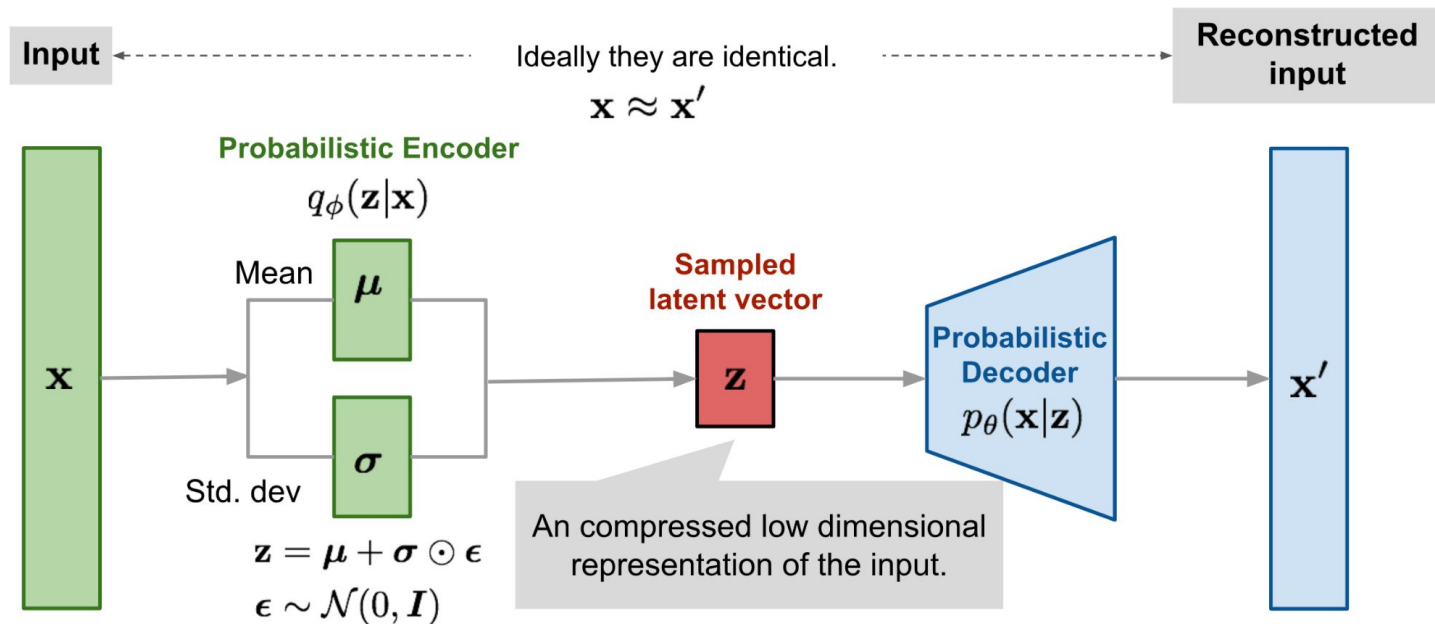 Input
Ideally they are identical.
x ≈ x′
Reconstructed
input
Probabilistic Encoder
qϕ(z|x)
Mean
μ
x
σ
Std. dev
z = μ + σ ⊙ ϵ
ϵ ∼ 𝒩(0, I)
Sampled
latent vector
z
An compressed low dimensional
representation of the input.
Probabilistic
Decoder
pθ(x|z)
x′